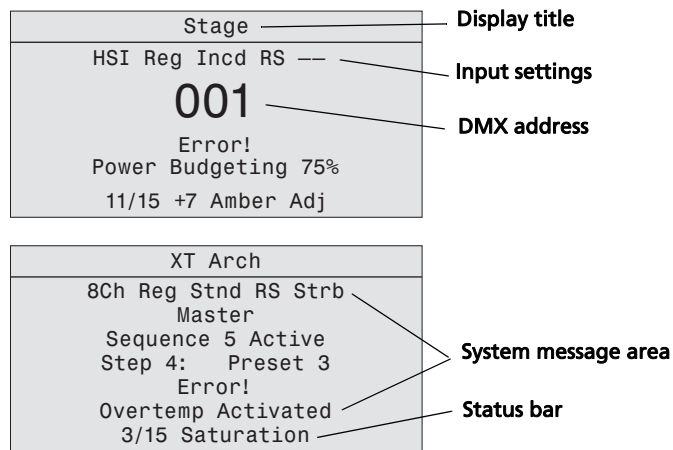 Stage
Display title
HSI Reg Incd RS ––
Input settings
001
DMX address
Error!
Power Budgeting 75%
11/15 +7 Amber Adj
XT Arch
8Ch Reg Stnd RS Strb
Master
Sequence 5 Active
Step 4: Preset 3
System message area
Error!
Overtemp Activated
Status bar
3/15 Saturation